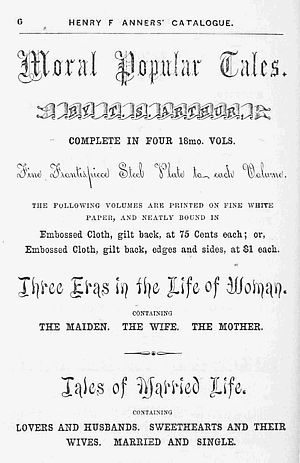 6 HENRY F ANNERS' CATALOGUE.
Moral Popular Tales.
BY T. S. ARTHUR.
COMPLETE IN FOUR 18mo. VOLS.
Fine Frontispiece Steel Plate to each Volume.
THE FOLLOWING VOLUMES ARE PRINTED ON FINE WHITE
PAPER, AND NEATLY BOUND IN
Embossed Cloth, gilt back, at 75 Cents each; or,
Embossed Cloth, gilt back, edges and sides, at $1 each.
Three Eras in the Life of Woman.
CONTAINING
THE MAIDEN. THE WIFE. THE MOTHER.
Tales of Married Life.
CONTAINING
LOVERS AND HUSBANDS. SWEETHEARTS AND THEIR
WIVES. MARRIED AND SINGLE.